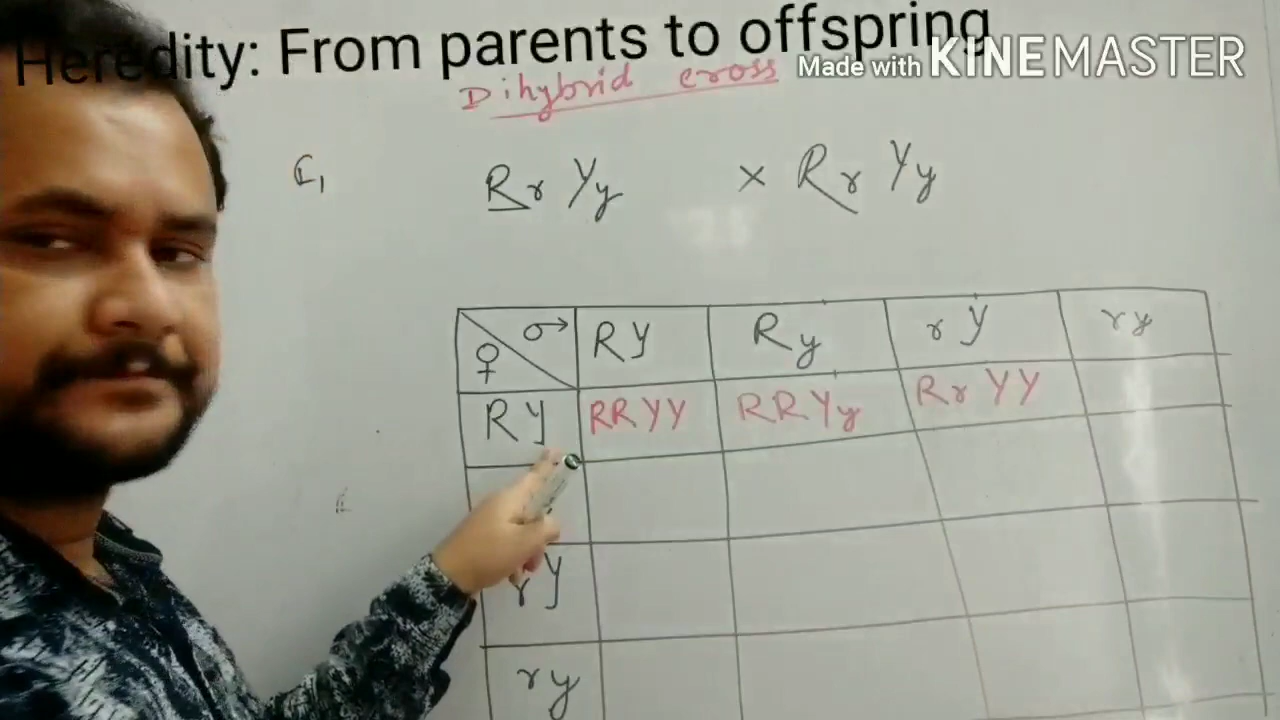 Heredity: From parents to offspring
Made with KINEMASTER
Dihybrid cross
Rr Yy × Rr Yy
♀ ♂ RY Ry rY ry
RY RRYY RRYy RrYY
rY
ry